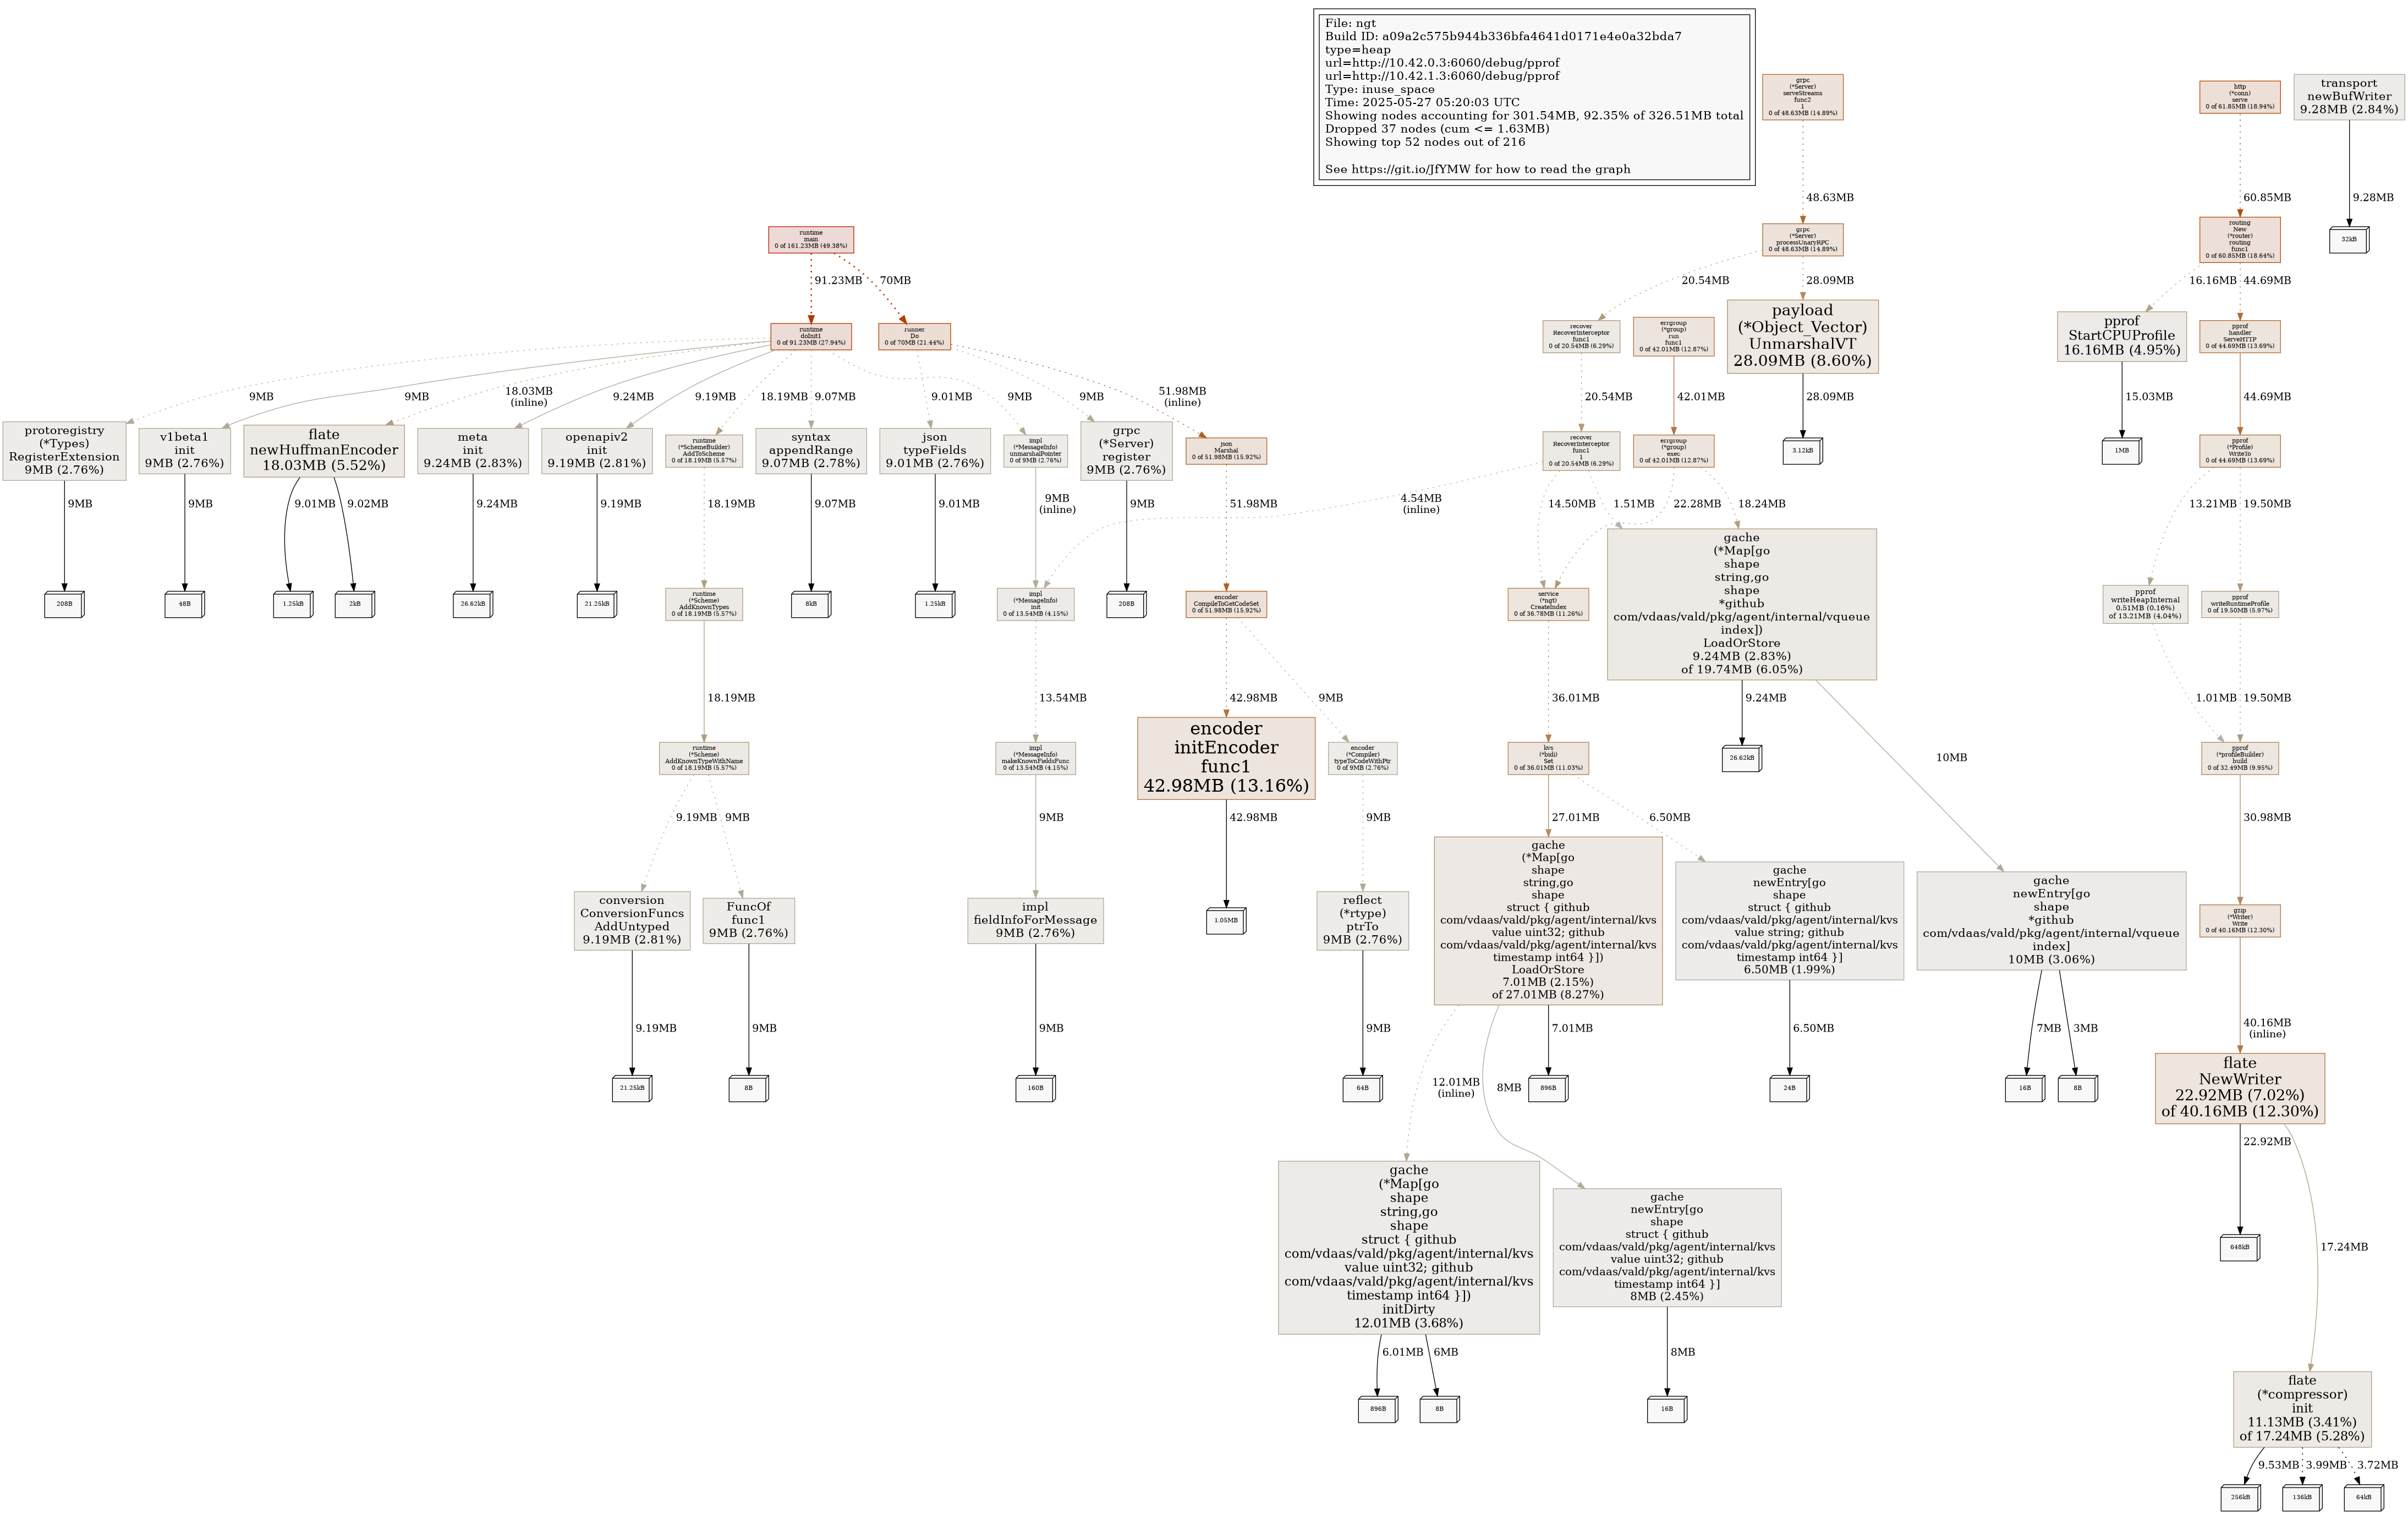 File: ngt
Build ID: a09a2c575b944b336bfa4641d0171e4e0a32bda7
type=heap
url=http://10.42.0.3:6060/debug/pprof
url=http://10.42.1.3:6060/debug/pprof
Type: inuse_space
Time: 2025-05-27 05:20:03 UTC
Showing nodes accounting for 301.54MB, 92.35% of 326.51MB total
Dropped 37 nodes (cum <= 1.63MB)
Showing top 52 nodes out of 216
See https://git.io/JfYMW for how to read the graph
grpc
(*Server)
serveStreams
func2
1
0 of 48.63MB (14.89%)
http
(*conn)
serve
0 of 61.85MB (18.94%)
transport
newBufWriter
9.28MB (2.84%)
48.63MB
60.85MB
9.28MB
runtime
main
0 of 161.23MB (49.38%)
grpc
(*Server)
processUnaryRPC
0 of 48.63MB (14.89%)
routing
New
(*router)
routing
func1
0 of 60.85MB (18.64%)
32kB
91.23MB
70MB
20.54MB
28.09MB
16.16MB
44.69MB
runtime
doInit1
0 of 91.23MB (27.94%)
runner
Do
0 of 70MB (21.44%)
recover
RecoverInterceptor
func1
0 of 20.54MB (6.29%)
errgroup
(*group)
run
func1
0 of 42.01MB (12.87%)
payload
(*Object_Vector)
UnmarshalVT
28.09MB (8.60%)
pprof
StartCPUProfile
16.16MB (4.95%)
pprof
handler
ServeHTTP
0 of 44.69MB (13.69%)
9MB
9MB
18.03MB
(inline)
9.24MB
9.19MB
18.19MB
9.07MB
9MB
9.01MB
9MB
51.98MB
(inline)
20.54MB
42.01MB
28.09MB
15.03MB
44.69MB
protoregistry
(*Types)
RegisterExtension
9MB (2.76%)
v1beta1
init
9MB (2.76%)
flate
newHuffmanEncoder
18.03MB (5.52%)
meta
init
9.24MB (2.83%)
openapiv2
init
9.19MB (2.81%)
runtime
(*SchemeBuilder)
AddToScheme
0 of 18.19MB (5.57%)
syntax
appendRange
9.07MB (2.78%)
json
typeFields
9.01MB (2.76%)
impl
(*MessageInfo)
unmarshalPointer
0 of 9MB (2.76%)
grpc
(*Server)
register
9MB (2.76%)
json
Marshal
0 of 51.98MB (15.92%)
recover
RecoverInterceptor
func1
1
0 of 20.54MB (6.29%)
errgroup
(*group)
exec
0 of 42.01MB (12.87%)
3.12kB
1MB
pprof
(*Profile)
WriteTo
0 of 44.69MB (13.69%)
9MB
9MB
9.01MB
9.02MB
9.24MB
9.19MB
18.19MB
9.07MB
9.01MB
9MB
(inline)
9MB
51.98MB
4.54MB
(inline)
14.50MB
1.51MB
22.28MB
18.24MB
13.21MB
19.50MB
208B
48B
1.25kB
2kB
26.62kB
21.25kB
runtime
(*Scheme)
AddKnownTypes
0 of 18.19MB (5.57%)
8kB
1.25kB
impl
(*MessageInfo)
init
0 of 13.54MB (4.15%)
208B
encoder
CompileToGetCodeSet
0 of 51.98MB (15.92%)
service
(*ngt)
CreateIndex
0 of 36.78MB (11.26%)
gache
(*Map[go
shape
string,go
shape
*github
com/vdaas/vald/pkg/agent/internal/vqueue
index])
LoadOrStore
9.24MB (2.83%)
of 19.74MB (6.05%)
pprof
writeHeapInternal
0.51MB (0.16%)
of 13.21MB (4.04%)
pprof
writeRuntimeProfile
0 of 19.50MB (5.97%)
18.19MB
13.54MB
42.98MB
9MB
36.01MB
9.24MB
10MB
1.01MB
19.50MB
runtime
(*Scheme)
AddKnownTypeWithName
0 of 18.19MB (5.57%)
impl
(*MessageInfo)
makeKnownFieldsFunc
0 of 13.54MB (4.15%)
encoder
initEncoder
func1
42.98MB (13.16%)
encoder
(*Compiler)
typeToCodeWithPtr
0 of 9MB (2.76%)
kvs
(*bidi)
Set
0 of 36.01MB (11.03%)
26.62kB
pprof
(*profileBuilder)
build
0 of 32.49MB (9.95%)
9.19MB
9MB
9MB
42.98MB
9MB
27.01MB
6.50MB
30.98MB
conversion
ConversionFuncs
AddUntyped
9.19MB (2.81%)
FuncOf
func1
9MB (2.76%)
impl
fieldInfoForMessage
9MB (2.76%)
1.05MB
reflect
(*rtype)
ptrTo
9MB (2.76%)
gache
(*Map[go
shape
string,go
shape
struct { github
com/vdaas/vald/pkg/agent/internal/kvs
value uint32; github
com/vdaas/vald/pkg/agent/internal/kvs
timestamp int64 }])
LoadOrStore
7.01MB (2.15%)
of 27.01MB (8.27%)
gache
newEntry[go
shape
struct { github
com/vdaas/vald/pkg/agent/internal/kvs
value string; github
com/vdaas/vald/pkg/agent/internal/kvs
timestamp int64 }]
6.50MB (1.99%)
gache
newEntry[go
shape
*github
com/vdaas/vald/pkg/agent/internal/vqueue
index]
10MB (3.06%)
gzip
(*Writer)
Write
0 of 40.16MB (12.30%)
9.19MB
9MB
9MB
9MB
12.01MB
(inline)
8MB
7.01MB
6.50MB
7MB
3MB
40.16MB
(inline)
21.25kB
8B
160B
64B
896B
24B
16B
8B
flate
NewWriter
22.92MB (7.02%)
of 40.16MB (12.30%)
22.92MB
17.24MB
gache
(*Map[go
shape
string,go
shape
struct { github
com/vdaas/vald/pkg/agent/internal/kvs
value uint32; github
com/vdaas/vald/pkg/agent/internal/kvs
timestamp int64 }])
initDirty
12.01MB (3.68%)
gache
newEntry[go
shape
struct { github
com/vdaas/vald/pkg/agent/internal/kvs
value uint32; github
com/vdaas/vald/pkg/agent/internal/kvs
timestamp int64 }]
8MB (2.45%)
648kB
6.01MB
6MB
8MB
896B
8B
16B
flate
(*compressor)
init
11.13MB (3.41%)
of 17.24MB (5.28%)
9.53MB
3.99MB
3.72MB
256kB
136kB
64kB